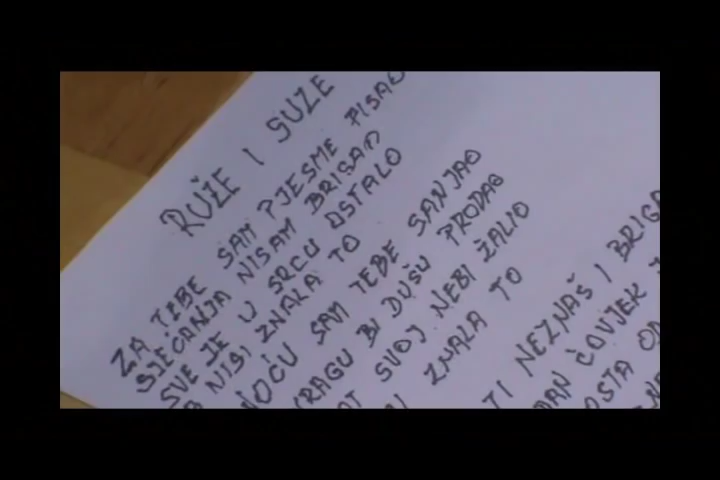 RUŽE I SUZE
ZA TEBE SAM PJESME PISAO
SJEĆANJA NISAM BRISAO
SVE JE U SRCU OSTALO
NISI ZNALA TO
NOĆU SAM TEBE SANJAO
VRAGU BI DUŠU PRODAO
SVOJ NEBI ŽALIO
ZNALA TO
TI NEZNAŠ I BRIGA
ČOVJEK